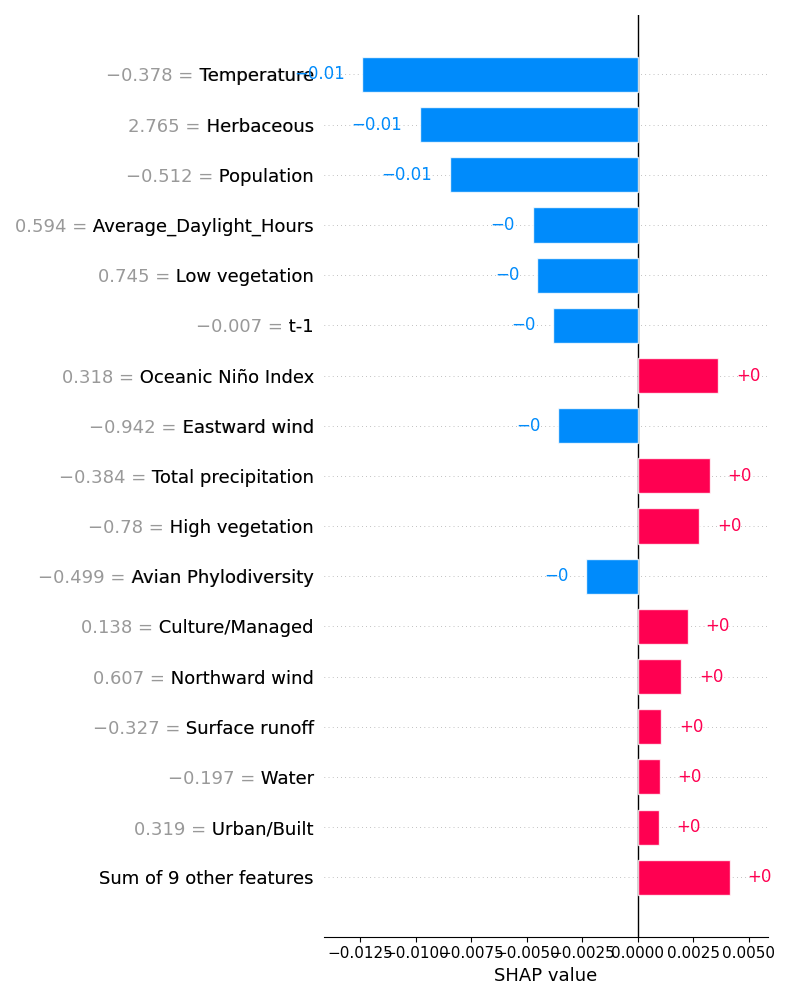 −0.378 = Temperature −0.01
2.765 = Herbaceous −0.01
−0.512 = Population −0.01
0.594 = Average_Daylight_Hours −0
0.745 = Low vegetation −0
−0.007 = t-1 −0
0.318 = Oceanic Niño Index +0
−0.942 = Eastward wind −0
−0.384 = Total precipitation +0
−0.78 = High vegetation +0
−0.499 = Avian Phylodiversity −0
0.138 = Culture/Managed +0
0.607 = Northward wind +0
−0.327 = Surface runoff +0
−0.197 = Water +0
0.319 = Urban/Built +0
Sum of 9 other features +0
−0.0125 −0.0100 −0.0075 −0.0050 −0.0025 0.0000 0.0025 0.0050
SHAP value